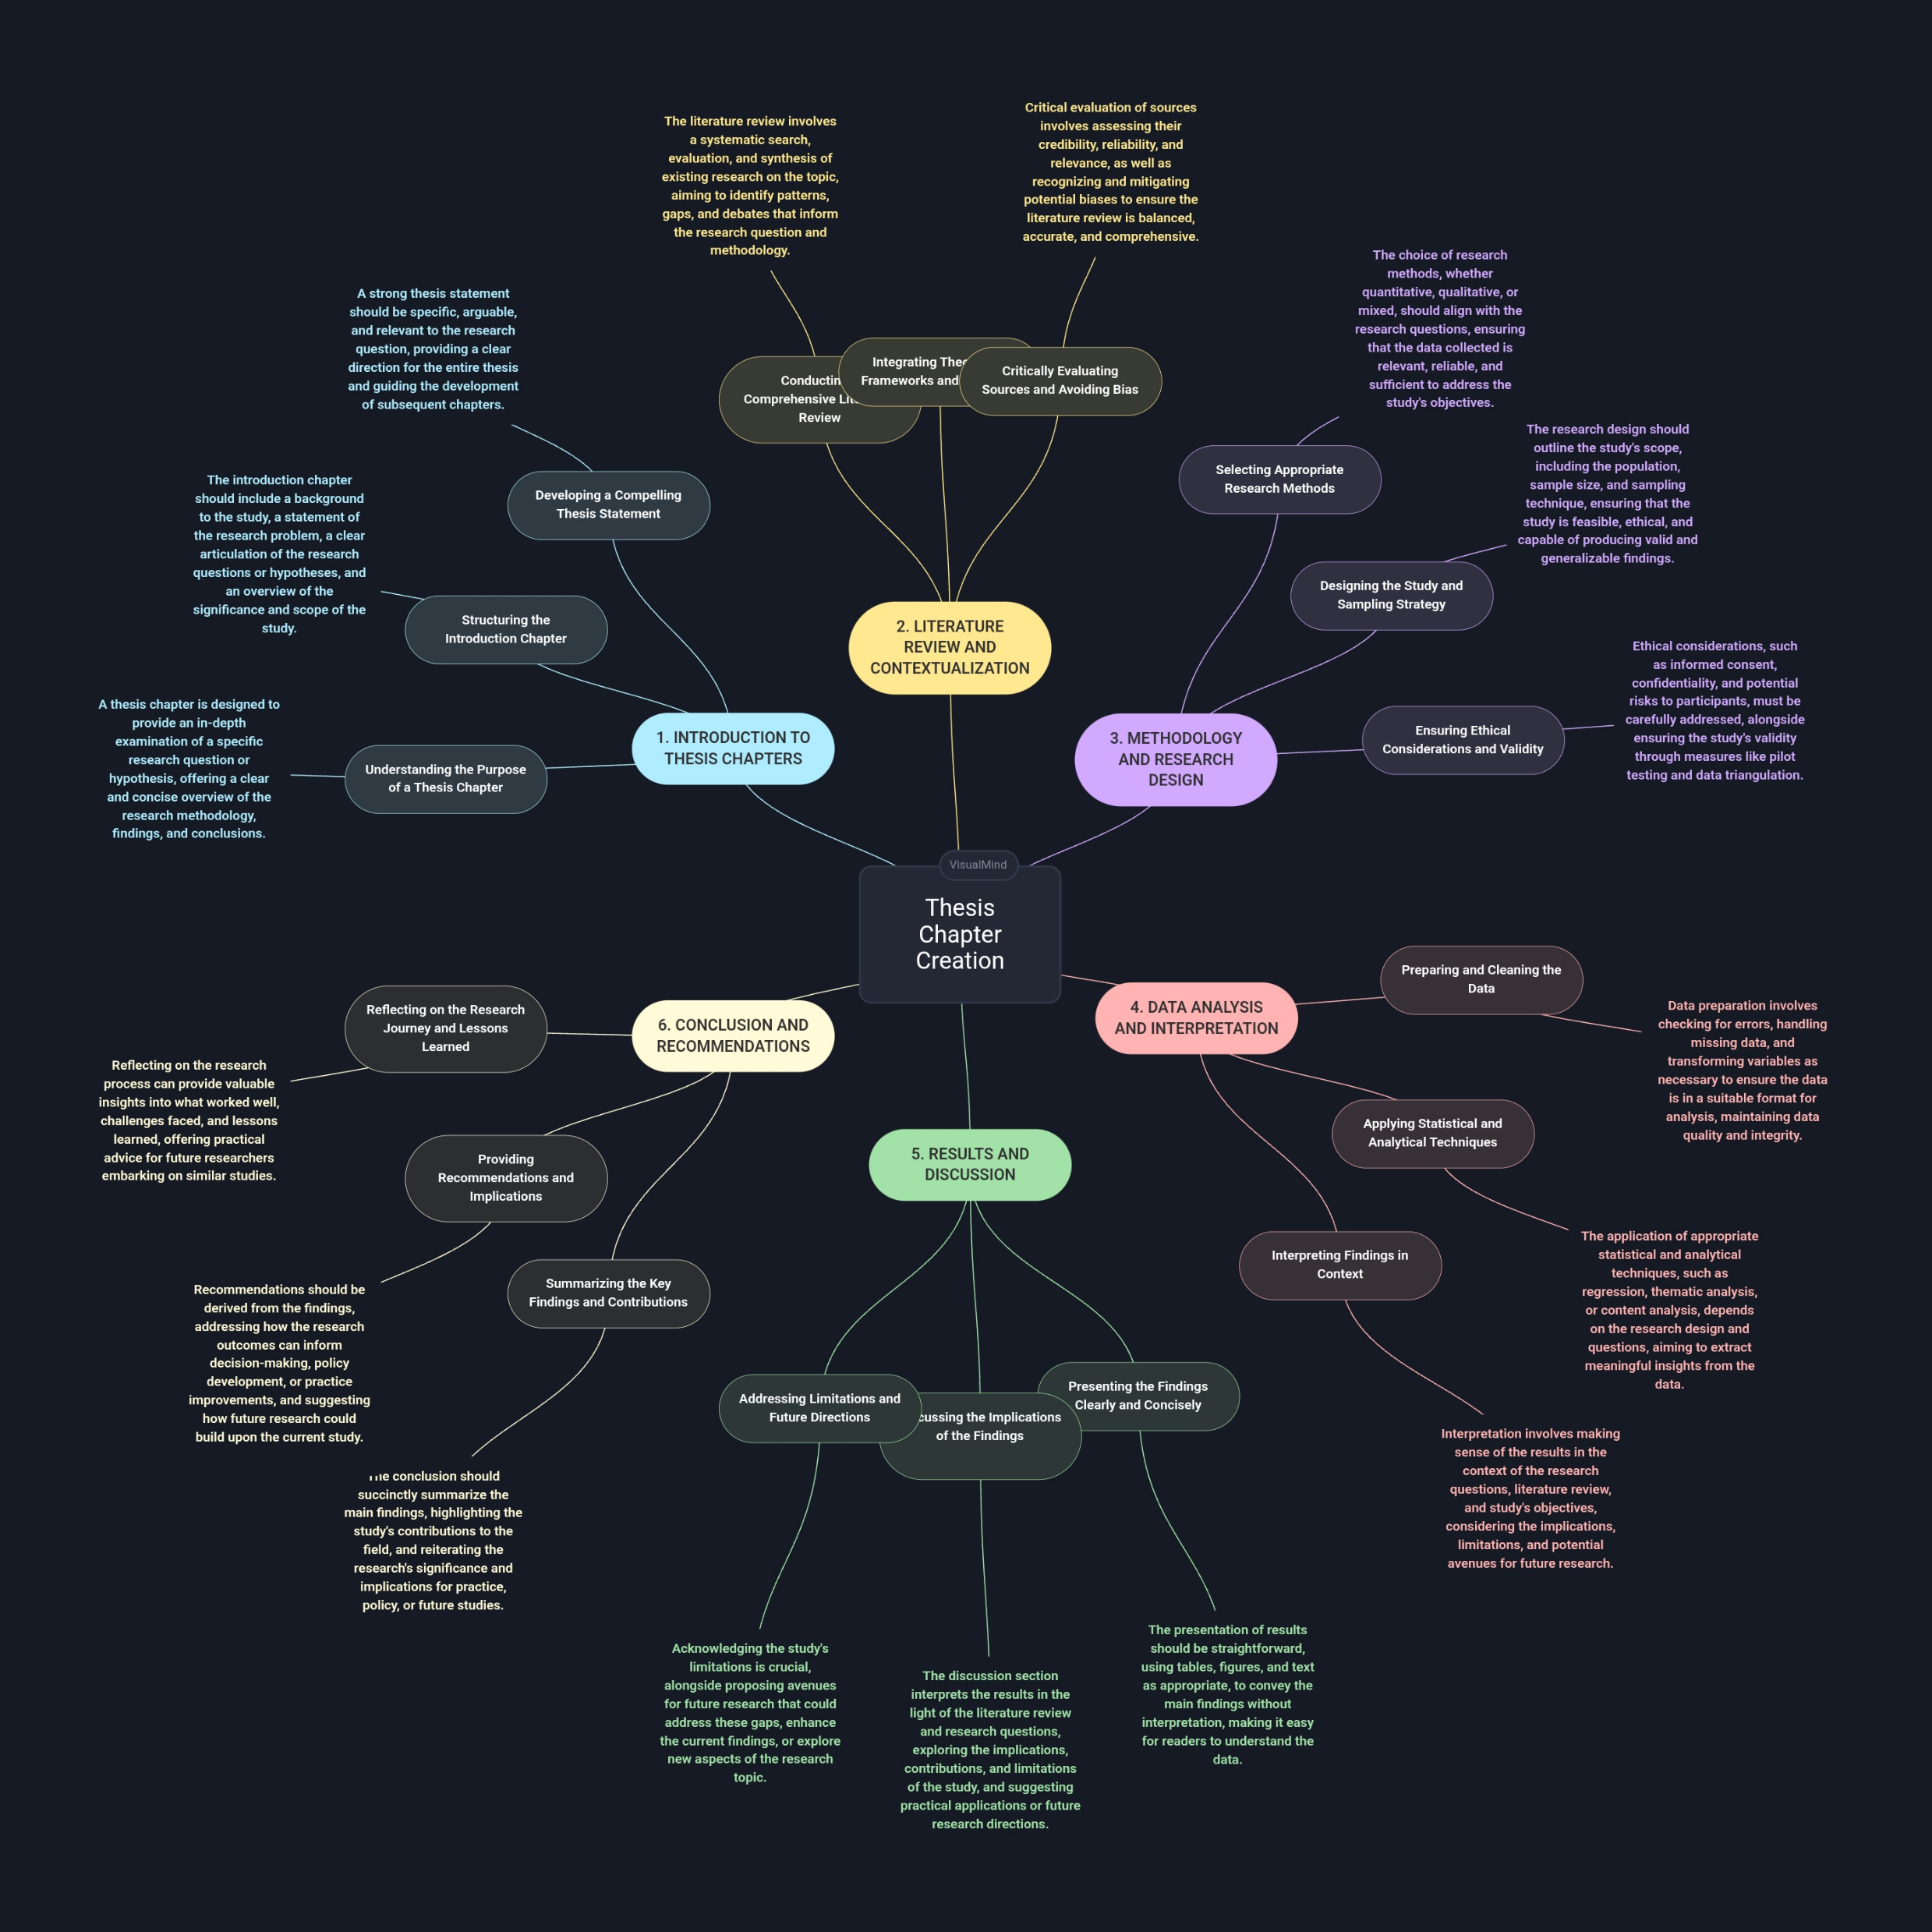 VisualMind
Thesis
Chapter
Creation
1. INTRODUCTION TO
THESIS CHAPTERS
Understanding the Purpose
of a Thesis Chapter
A thesis chapter is designed to
provide an in-depth
examination of a specific
research question or
hypothesis, offering a clear
and concise overview of the
research methodology,
findings, and conclusions.
Structuring the
Introduction Chapter
The introduction chapter
should include a background
to the study, a statement of
the research problem, a clear
articulation of the research
questions or hypotheses, and
an overview of the
significance and scope of the
study.
Developing a Compelling
Thesis Statement
A strong thesis statement
should be specific, arguable,
and relevant to the research
question, providing a clear
direction for the entire thesis
and guiding the development
of subsequent chapters.
2. LITERATURE
REVIEW AND
CONTEXTUALIZATION
Comprehensive
Review
The literature review involves
a systematic search,
evaluation, and synthesis of
existing research on the topic,
aiming to identify patterns,
gaps, and debates that inform
the research question and
methodology.
Integrating
Frameworks and
Critically Evaluating
Sources and Avoiding Bias
Critical evaluation of sources
involves assessing their
credibility, reliability, and
relevance, as well as
recognizing and mitigating
potential biases to ensure the
literature review is balanced,
accurate, and comprehensive.
3. METHODOLOGY
AND RESEARCH
DESIGN
Selecting Appropriate
Research Methods
The choice of research
methods, whether
quantitative, qualitative, or
mixed, should align with the
research questions, ensuring
that the data collected is
relevant, reliable, and
sufficient to address the
study's objectives.
Designing the Study and
Sampling Strategy
The research design should
outline the study's scope,
including the population,
sample size, and sampling
technique, ensuring that the
study is feasible, ethical, and
capable of producing valid and
generalizable findings.
Ensuring Ethical
Considerations and Validity
Ethical considerations, such
as informed consent,
confidentiality, and potential
risks to participants, must be
carefully addressed, alongside
ensuring the study's validity
through measures like pilot
testing and data triangulation.
4. DATA ANALYSIS
AND INTERPRETATION
Preparing and Cleaning the
Data
Data preparation involves
checking for errors, handling
missing data, and
transforming variables as
necessary to ensure the data
is in a suitable format for
analysis, maintaining data
quality and integrity.
Applying Statistical and
Analytical Techniques
The application of appropriate
statistical and analytical
techniques, such as
regression, thematic analysis,
or content analysis, depends
on the research design and
questions, aiming to extract
meaningful insights from the
data.
Interpreting Findings in
Context
Interpretation involves making
sense of the results in the
context of the research
questions, literature review,
and study's objectives,
considering the implications,
limitations, and potential
avenues for future research.
5. RESULTS AND
DISCUSSION
Presenting the Findings
Clearly and Concisely
The presentation of results
should be straightforward,
using tables, figures, and text
as appropriate, to convey the
main findings without
interpretation, making it easy
for readers to understand the
data.
the Implications
of the Findings
The discussion section
interprets the results in the
light of the literature review
and research questions,
exploring the implications,
contributions, and limitations
of the study, and suggesting
practical applications or future
research directions.
Addressing Limitations and
Future Directions
Acknowledging the study's
limitations is crucial,
alongside proposing avenues
for future research that could
address these gaps, enhance
the current findings, or explore
new aspects of the research
topic.
6. CONCLUSION AND
RECOMMENDATIONS
Summarizing the Key
Findings and Contributions
The conclusion should
succinctly summarize the
main findings, highlighting the
study's contributions to the
field, and reiterating the
research's significance and
implications for practice,
policy, or future studies.
Providing
Recommendations and
Implications
Recommendations should be
derived from the findings,
addressing how the research
outcomes can inform
decision-making, policy
development, or practice
improvements, and suggesting
how future research could
build upon the current study.
Reflecting on the Research
Journey and Lessons
Learned
Reflecting on the research
process can provide valuable
insights into what worked well,
challenges faced, and lessons
learned, offering practical
advice for future researchers
embarking on similar studies.